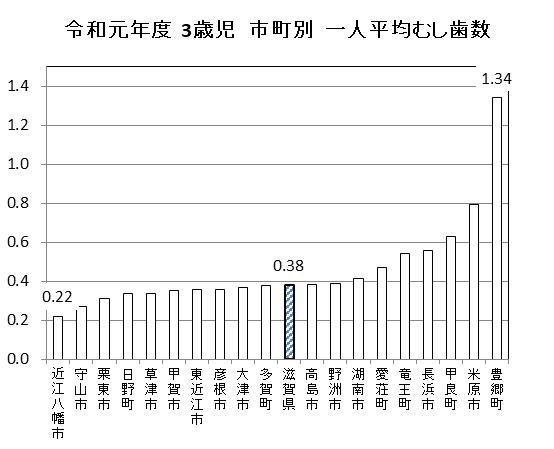 令和元年度 3歳児 市町別 一人平均むし歯数
1.4
1.2
1.0
0.8
0.6
0.4
0.2
0.0
0.22
0.38
1.34
近江八幡市
守山市
栗東市
日野町
草津市
甲賀市
東近江市
彦根市
大津市
多賀町
滋賀県
高島市
野洲市
湖南市
愛荘町
竜王町
長浜市
甲良町
米原市
豊郷町